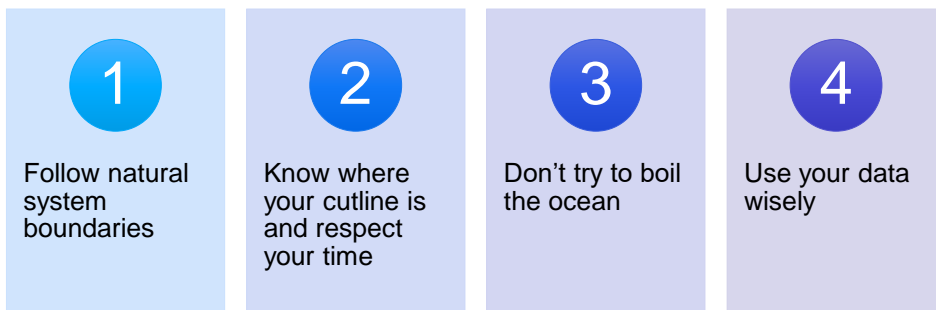 1
Follow natural
system
boundaries
2
Know where
your cutline is
and respect
your time
3
Don't try to boil
the ocean
4
Use your data
wisely